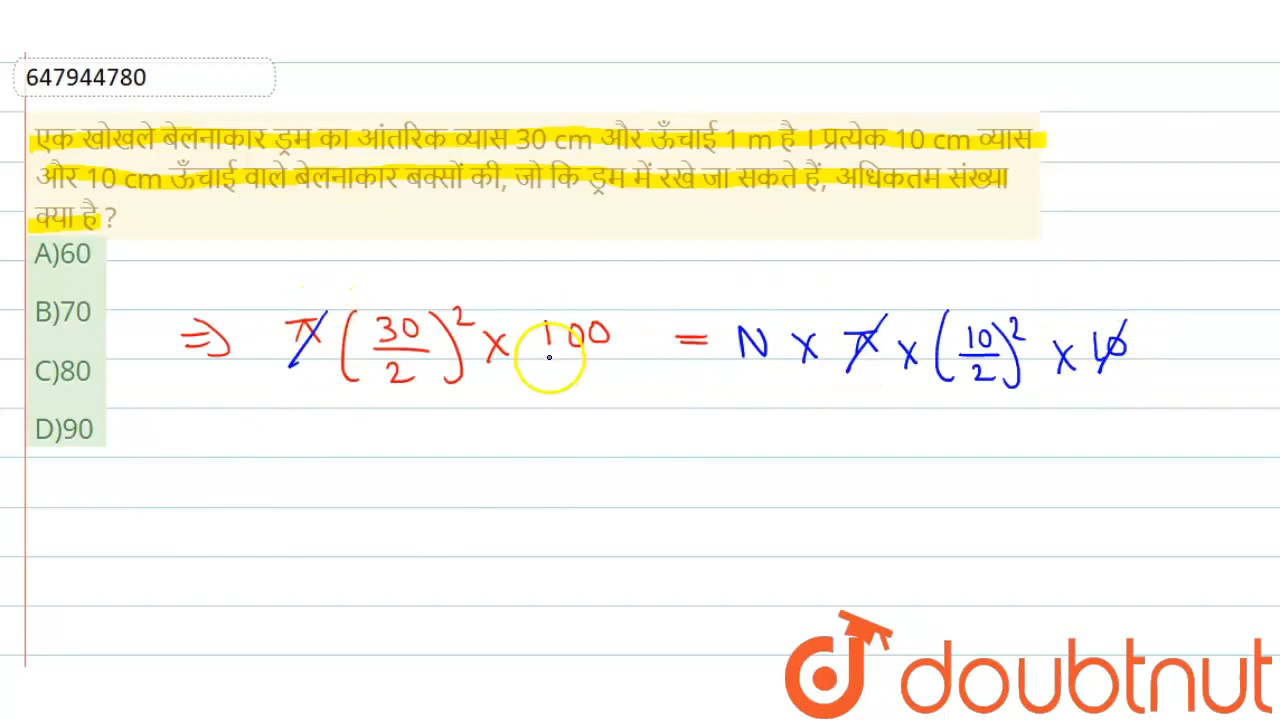 647944780
एक खोखले बेलनाकार ड्रम का आंतरिक व्यास 30 cm और ऊँचाई 1 m है । प्रत्येक 10 cm व्यास
और 10 cm ऊँचाई वाले बेलनाकार बक्सों की, जो कि ड्रम में रखे जा सकते हैं, अधिकतम संख्या
क्या है ?
A)60
B)70
C)80
D)90
⇒ π (30/2)² × 100 = N × π × (10/2)² × 10
doubtnut